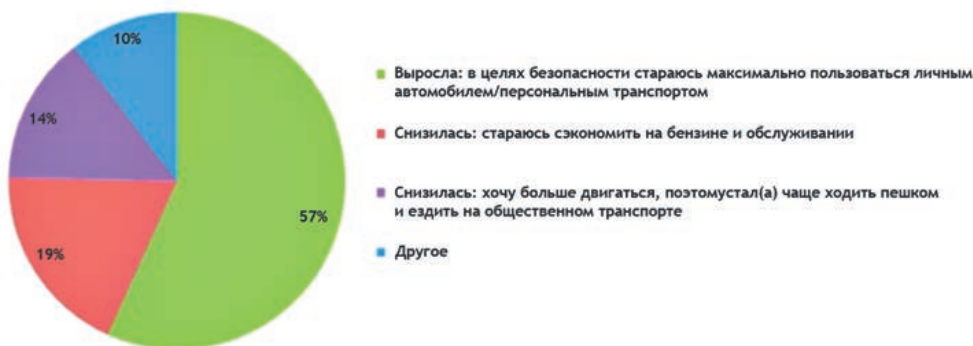 10%
14%
19%
57%
Выросла: в целях безопасности стараюсь максимально пользоваться личным
автомобилем/персональным транспортом
Снизилась: стараюсь сэкономить на бензине и обслуживании
Снизилась: хочу больше двигаться, поэтомустал(а) чаще ходить пешком
и ездить на общественном транспорте
Другое